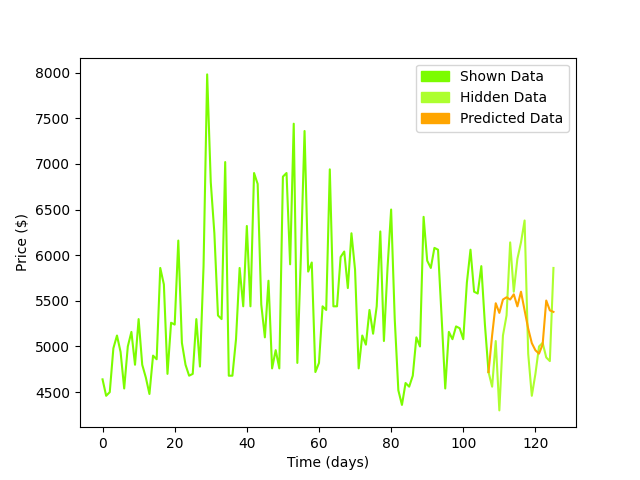 8000
7500
7000
6500
6000
5500
5000
4500
Price ($)
Shown Data
Hidden Data
Predicted Data
0 20 40 60 80 100 120
Time (days)